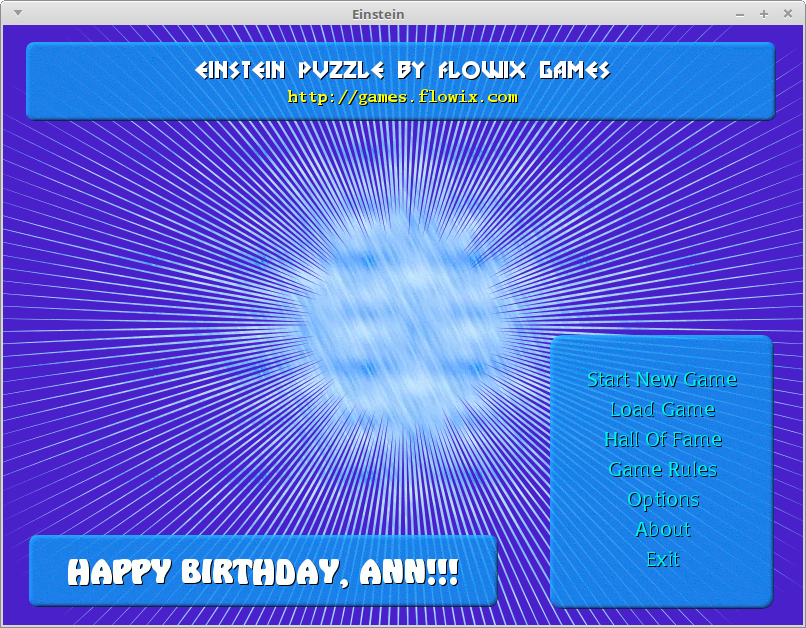 Einstein
EINSTEIN PUZZLE BY FLOWIX GAMES
http://games.flowix.com
Start New Game
Load Game
Hall Of Fame
Game Rules
Options
About
Exit
HAPPY BIRTHDAY, ANN!!!